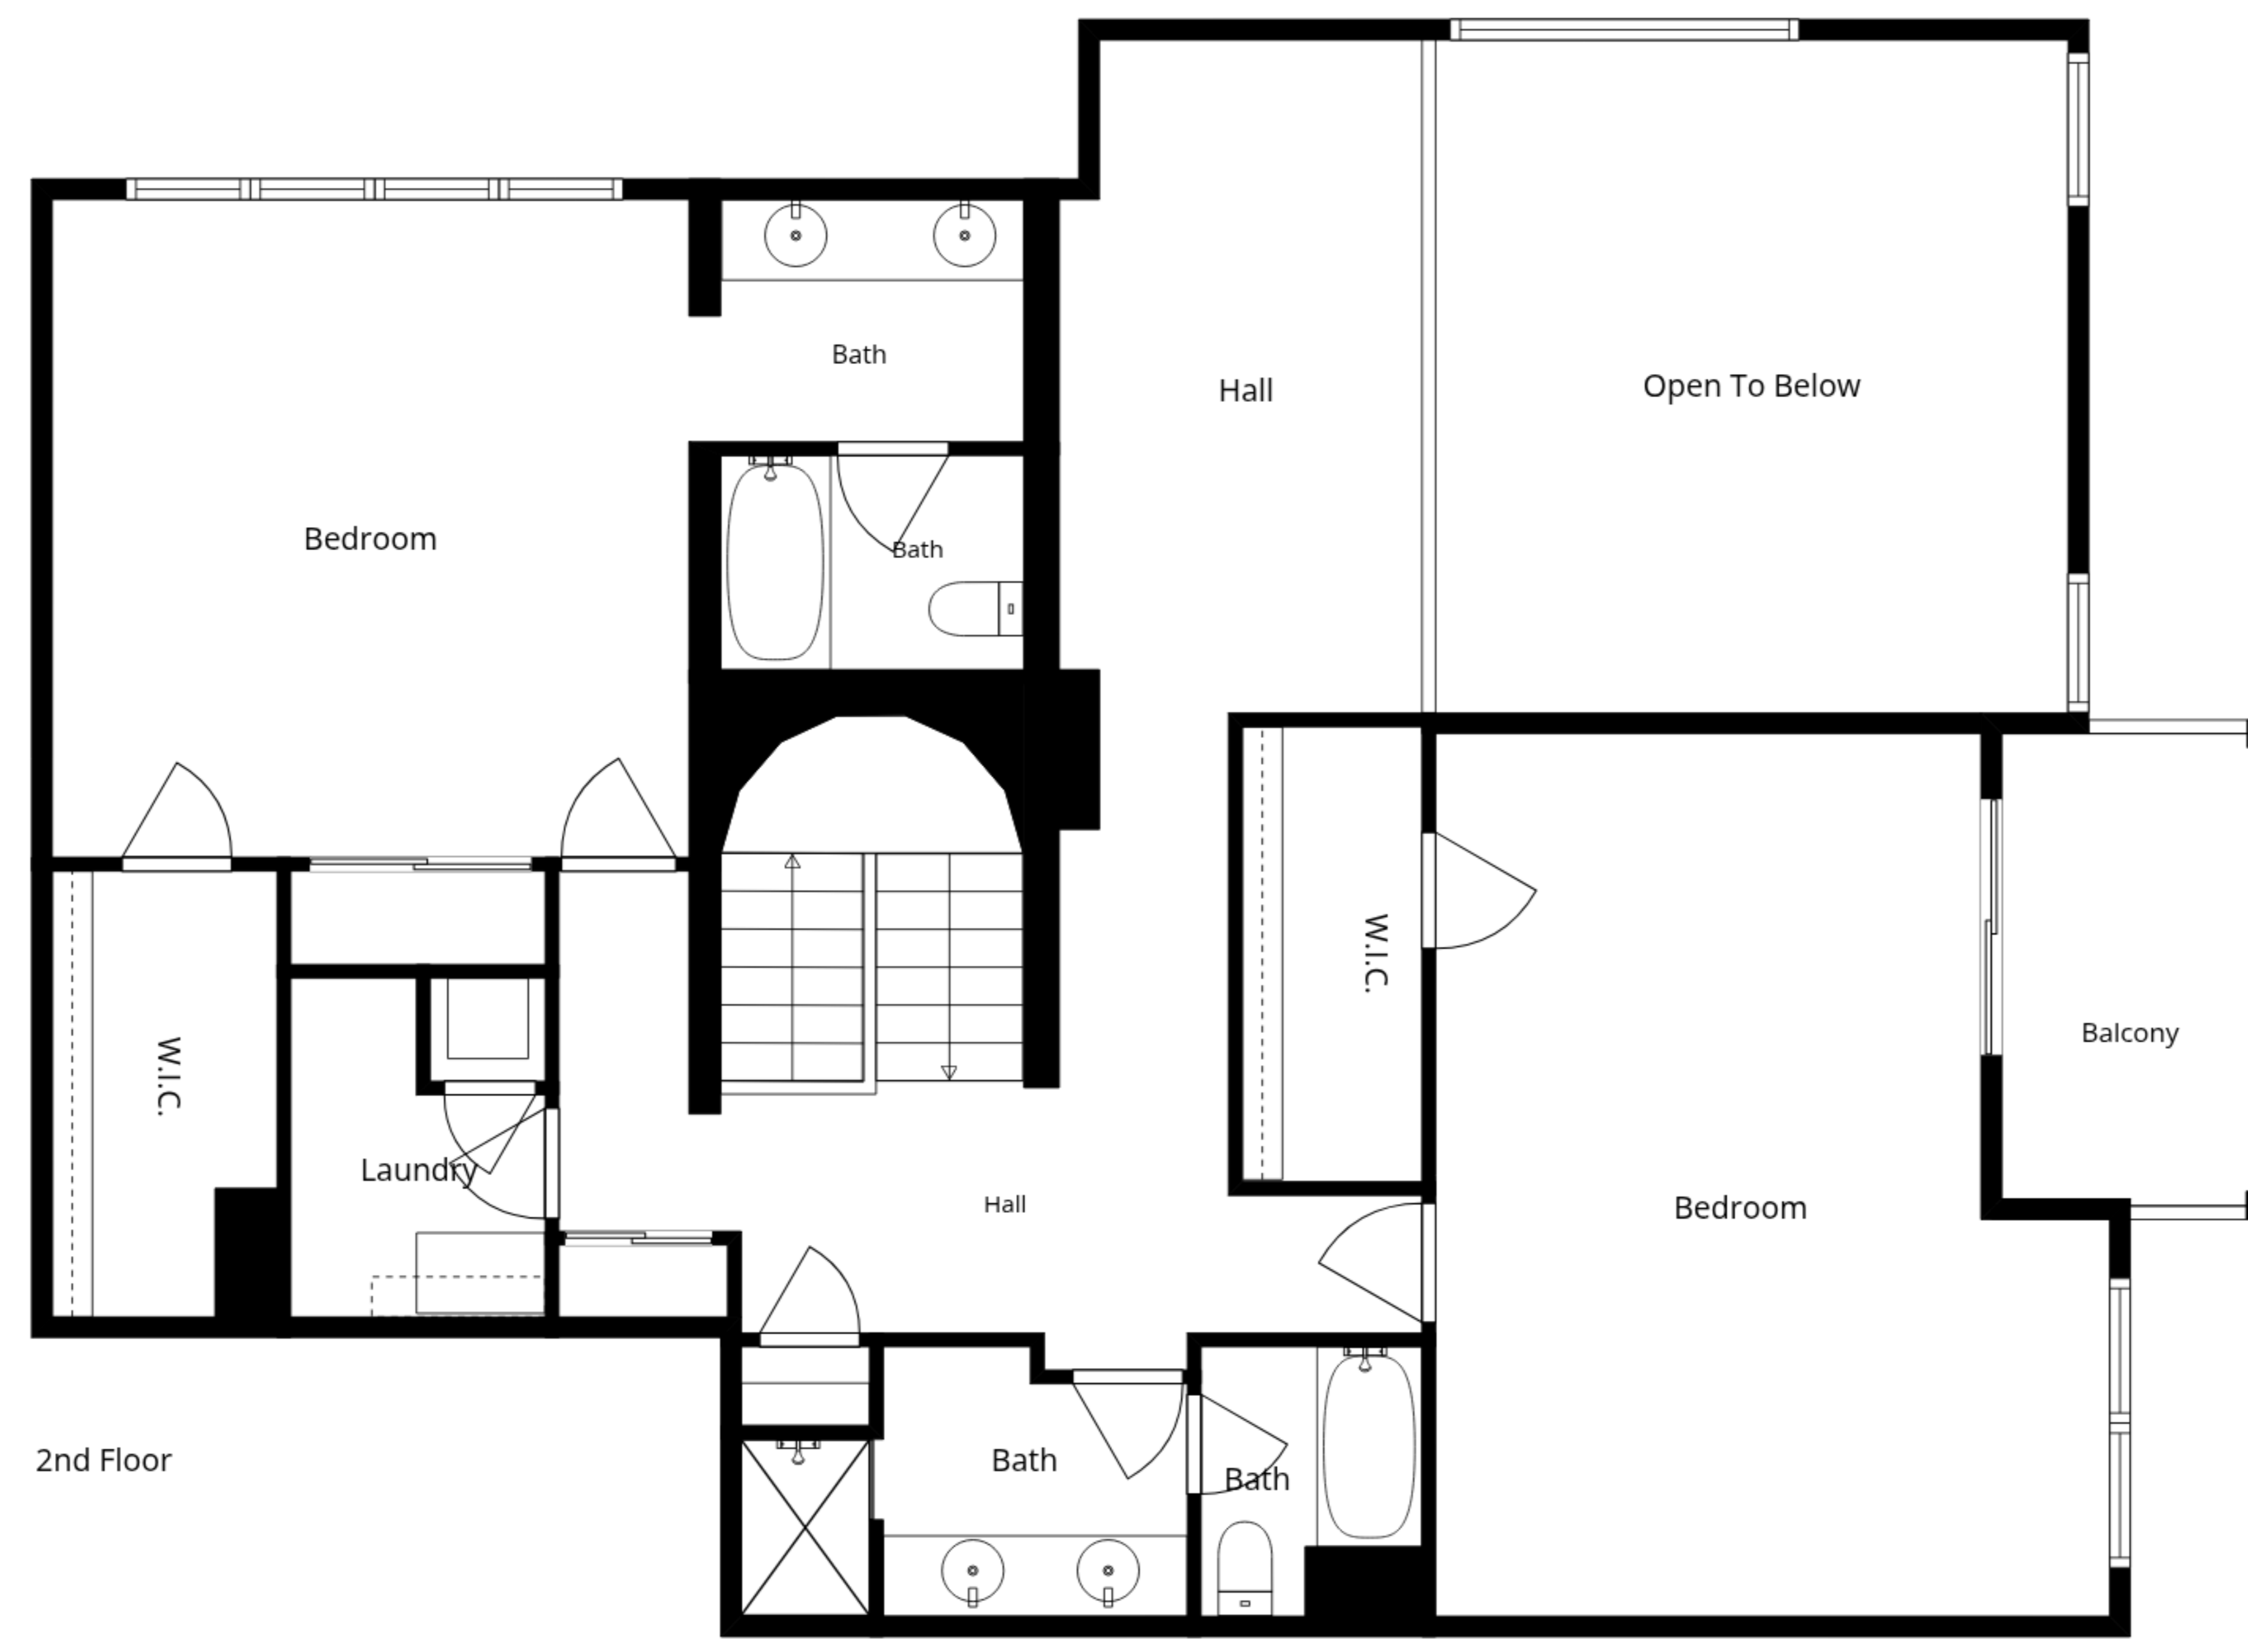 Bath
Hall
Open To Below
Bedroom
Bath
W.I.C.
W.I.C.
Balcony
Laundry
Hall
Bedroom
2nd Floor
Bath
Bath